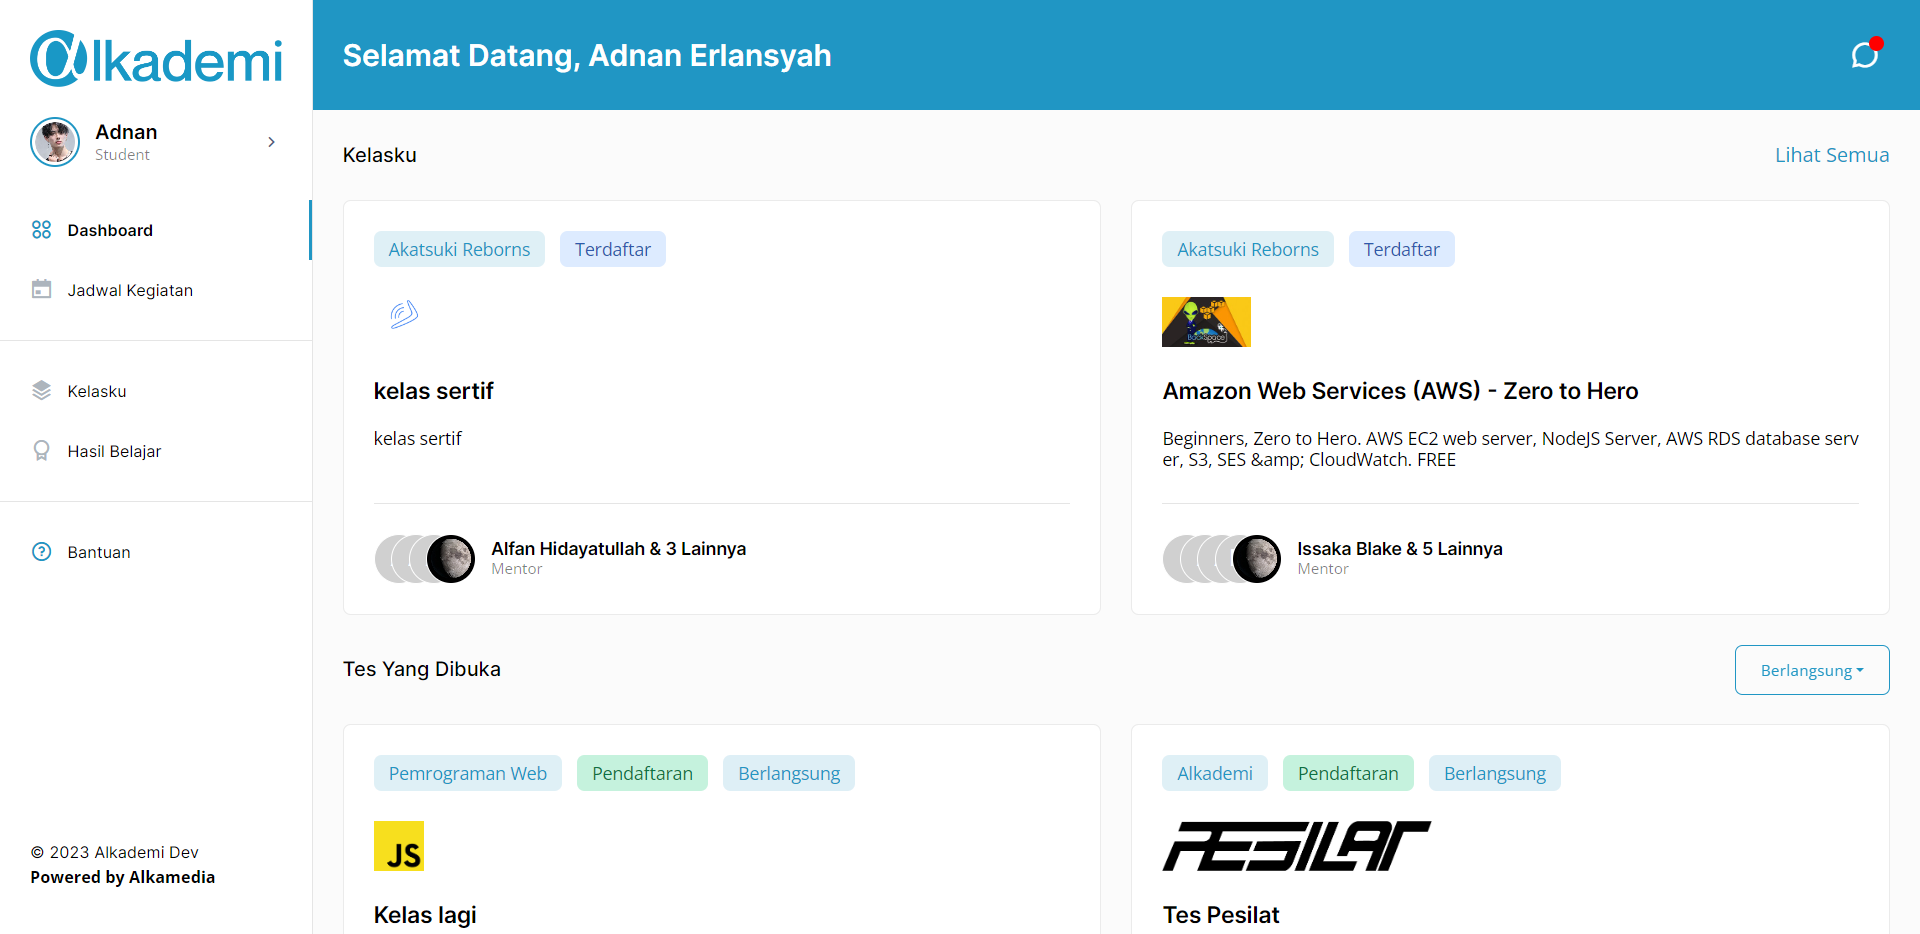 αlkademi
Selamat Datang, Adnan Erlansyah
Adnan
Student
Dashboard
Jadwal Kegiatan
Kelasku
Hasil Belajar
Bantuan
© 2023 Alkademi Dev
Powered by Alkamedia
Kelasku
Lihat Semua
Akatsuki Reborns
Terdaftar
kelas sertif
kelas sertif
Alfan Hidayatullah & 3 Lainnya
Mentor
Akatsuki Reborns
Terdaftar
BackSpace
Amazon Web Services (AWS) - Zero to Hero
Beginners, Zero to Hero. AWS EC2 web server, NodeJS Server, AWS RDS database serv
er, S3, SES &amp; CloudWatch. FREE
Issaka Blake & 5 Lainnya
Mentor
Tes Yang Dibuka
Berlangsung
Pemrograman Web
Pendaftaran
Berlangsung
JS
Kelas lagi
Alkademi
Pendaftaran
Berlangsung
PESILAT
Tes Pesilat